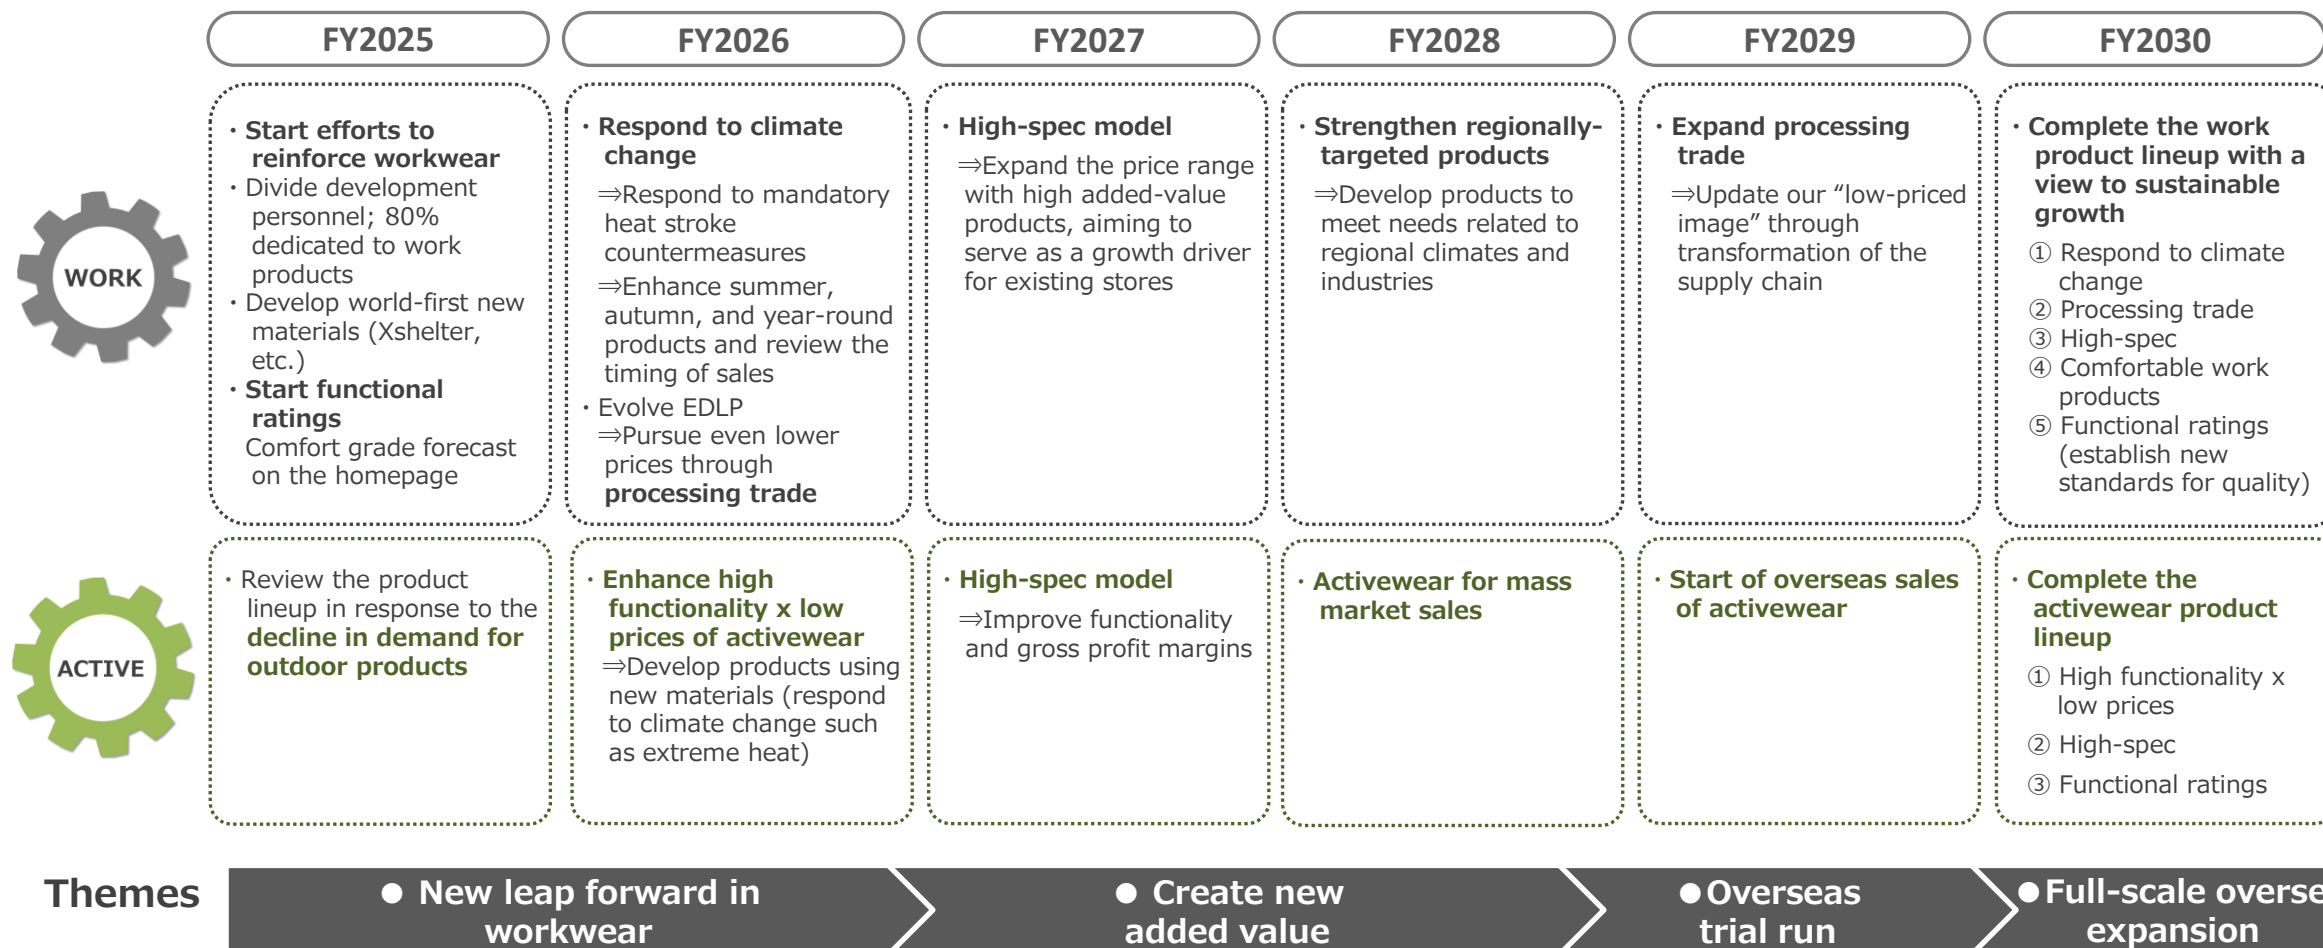 FY2025
FY2026
FY2027
FY2028
FY2029
FY2030
WORK
・Start efforts to
reinforce workwear
・Divide development
personnel; 80%
dedicated to work
products
・Develop world-first new
materials (Xshelter,
etc.)
・Start functional
ratings
Comfort grade forecast
on the homepage
・Respond to climate
change
⇒Respond to mandatory
heat stroke
countermeasures
⇒Enhance summer,
autumn, and year-round
products and review the
timing of sales
・Evolve EDLP
⇒Pursue even lower
prices through
processing trade
・High-spec model
⇒Expand the price range
with high added-value
products, aiming to
serve as a growth driver
for existing stores
・Strengthen regionally-
targeted products
⇒Develop products to
meet needs related to
regional climates and
industries
・Expand processing
trade
⇒Update our “low-priced
image” through
transformation of the
supply chain
・Complete the work
product lineup with a
view to sustainable
growth
① Respond to climate
change
② Processing trade
③ High-spec
④ Comfortable work
products
⑤ Functional ratings
(establish new
standards for quality)
ACTIVE
・Review the product
lineup in response to the
decline in demand for
outdoor products
・Enhance high
functionality x low
prices of activewear
⇒Develop products using
new materials (respond
to climate change such
as extreme heat)
・High-spec model
⇒Improve functionality
and gross profit margins
・Activewear for mass
market sales
・Start of overseas sales
of activewear
・Complete the
activewear product
lineup
① High functionality x
low prices
② High-spec
③ Functional ratings
Themes
● New leap forward in
workwear
● Create new
added value
●Overseas
trial run
●Full-scale overse
expansion